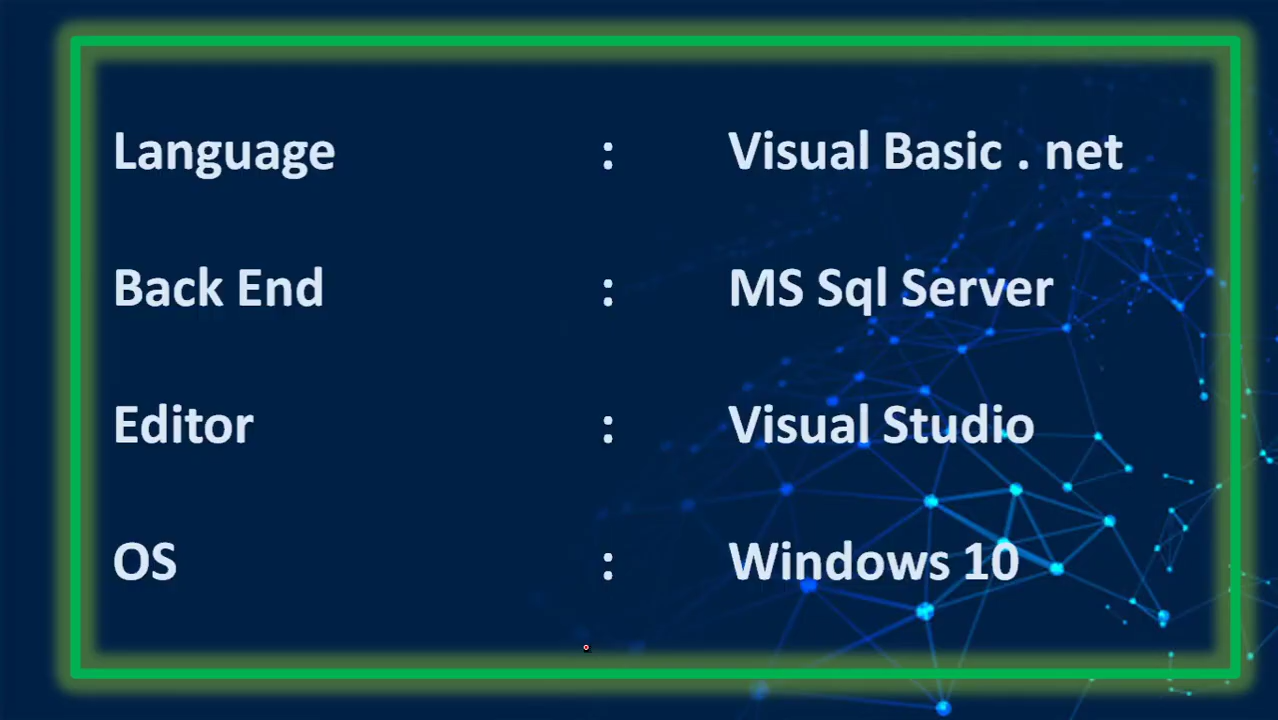 Language : Visual Basic . net
Back End : MS Sql Server
Editor : Visual Studio
OS : Windows 10